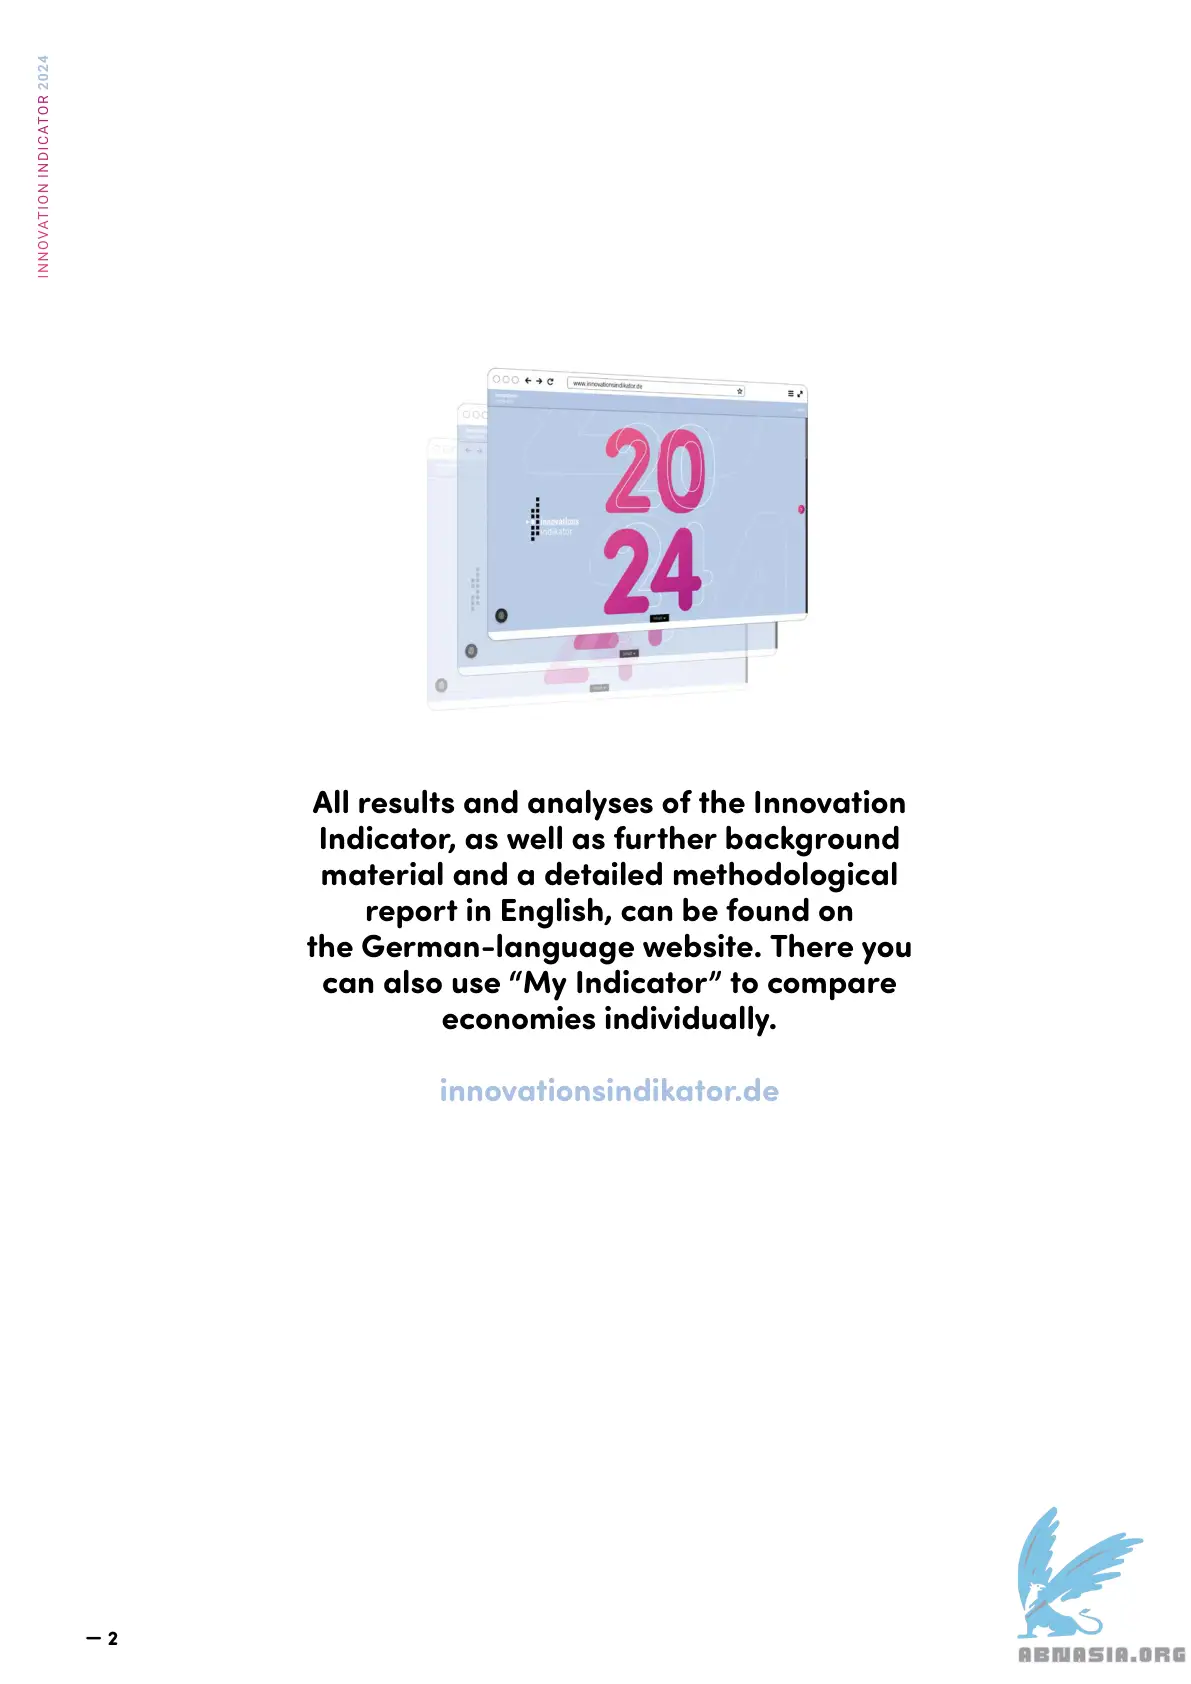 INNOVATION INDICATOR 2024
www.innovationsindikator.de
20
24
innovations
indikator
All results and analyses of the Innovation
Indicator, as well as further background
material and a detailed methodological
report in English, can be found on
the German-language website. There you
can also use “My Indicator” to compare
economies individually.
innovationsindikator.de
— 2
ABNASIA.ORG